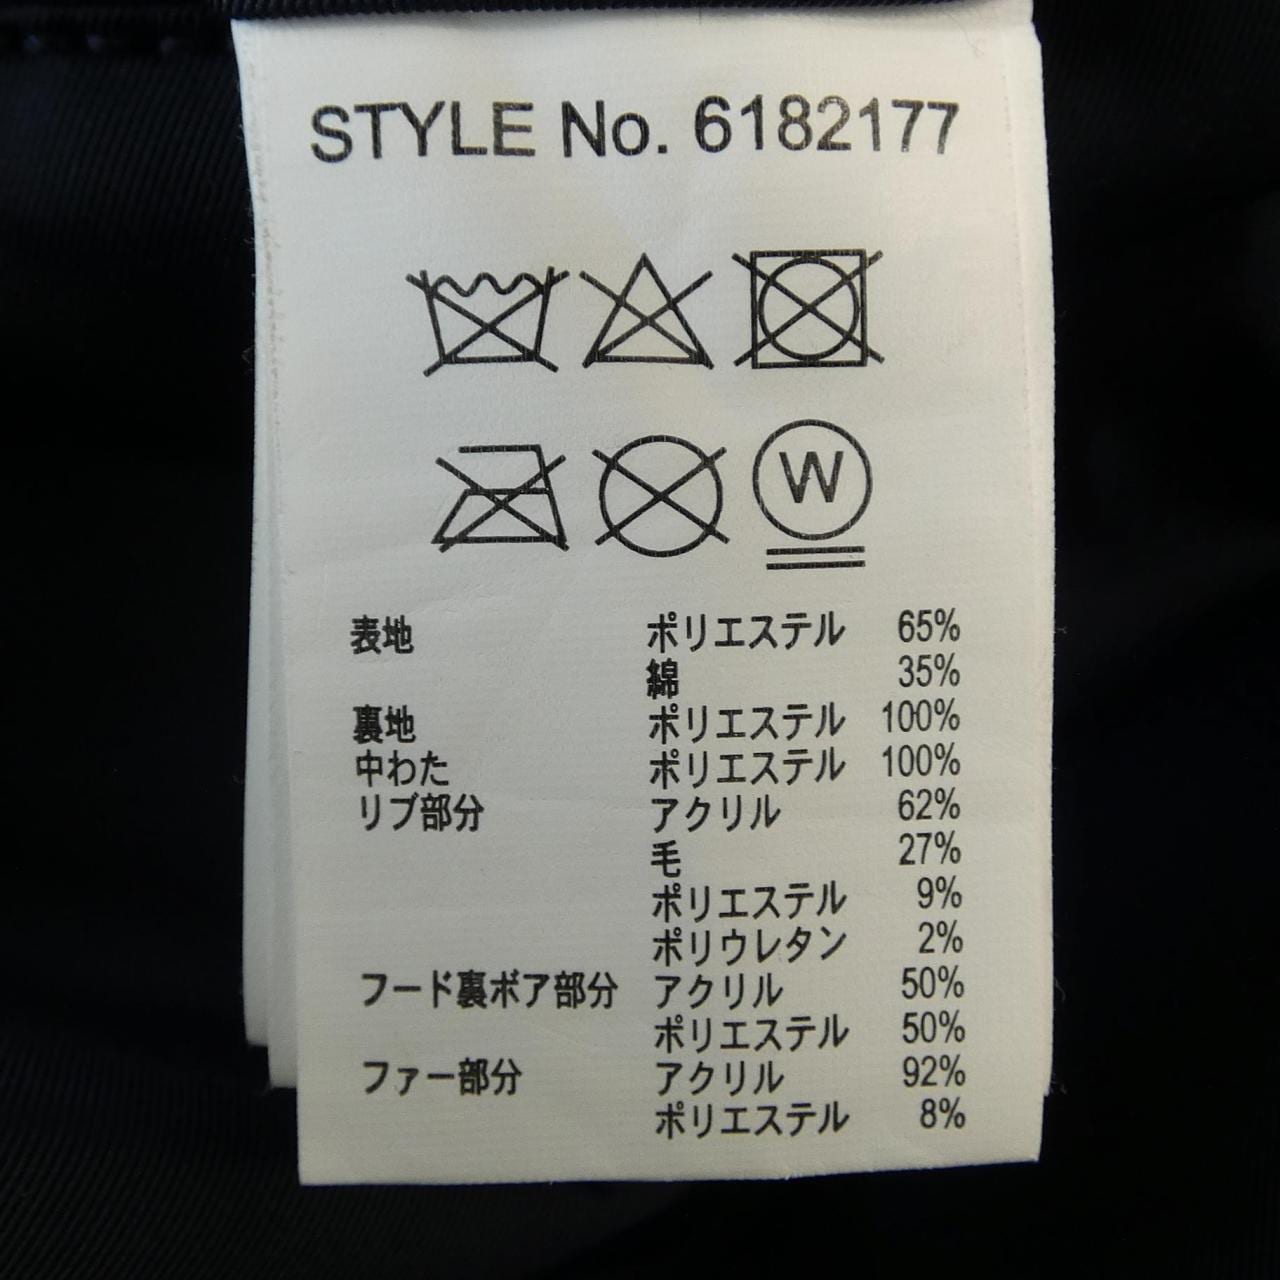 STYLE No. 6182177
W
表地 ポリエステル 65%
綿 35%
裏地 ポリエステル 100%
中わた ポリエステル 100%
リブ部分 アクリル 62%
毛 27%
ポリエステル 9%
ポリウレタン 2%
フード裏ボア部分 アクリル 50%
ポリエステル 50%
ファー部分 アクリル 92%
ポリエステル 8%